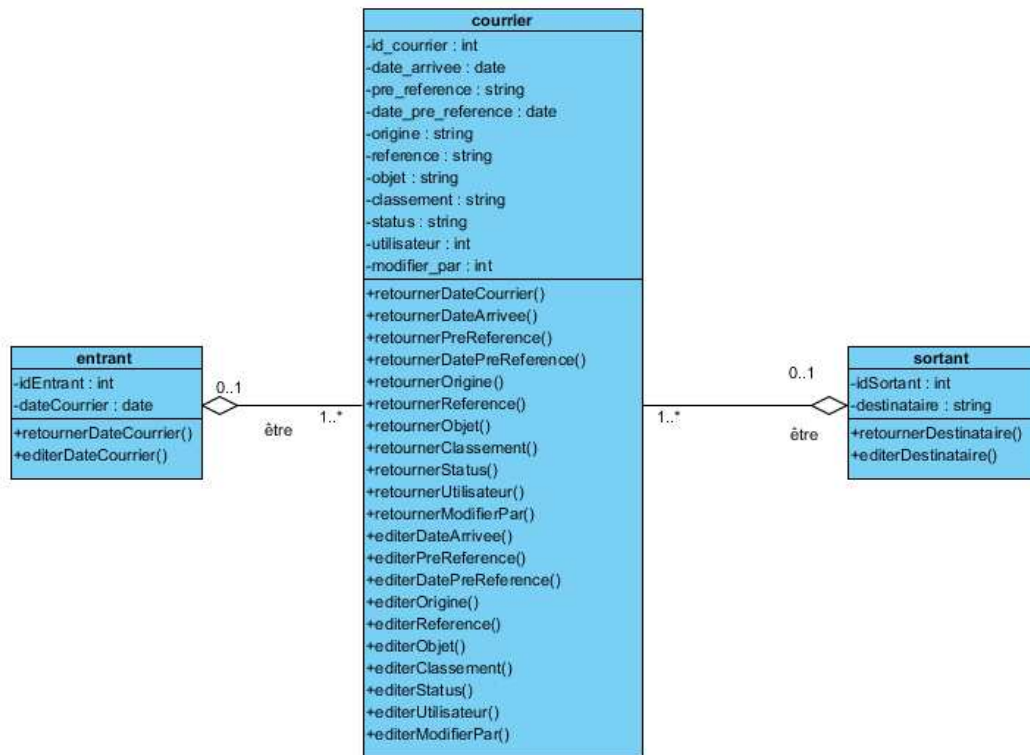 courrier
-id_courrier : int
-date_arrivee : date
-pre_reference : string
-date_pre_reference : date
-origine : string
-reference : string
-objet : string
-classement : string
-status : string
-utilisateur : int
-modifier_par : int
+retournerDateCourrier()
+retournerDateArrivee()
+retournerPreReference()
+retournerDatePreReference()
+retournerOrigine()
+retournerReference()
+retournerObjet()
+retournerClassement()
+retournerStatus()
+retournerUtilisateur()
+retournerModifierPar()
+editerDateArrivee()
+editerPreReference()
+editerDatePreReference()
+editerOrigine()
+editerReference()
+editerObjet()
+editerClassement()
+editerStatus()
+editerUtilisateur()
+editerModifierPar()
entrant
-idEntrant : int
-dateCourrier : date
+retournerDateCourrier()
+editerDateCourrier()
0..1
être
1..*
sortant
-idSortant : int
-destinataire : string
+retournerDestinataire()
+editerDestinataire()
0..1
1..*
être